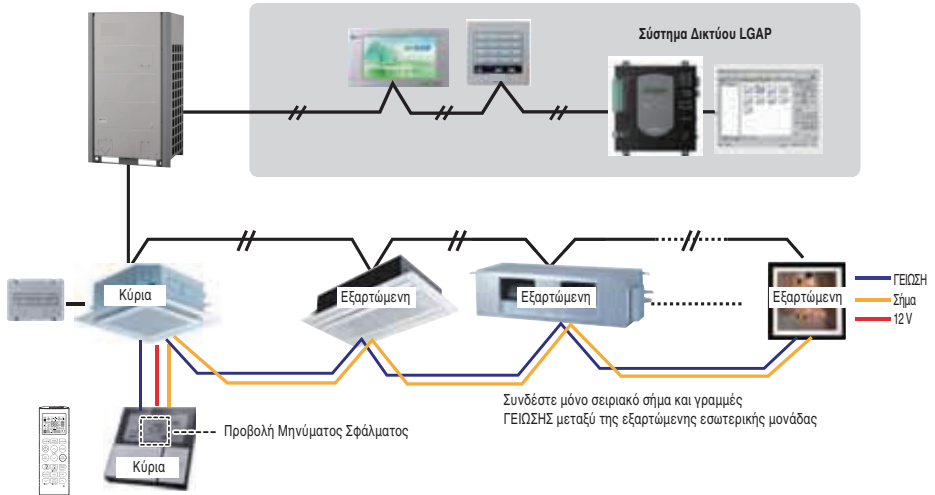 Σύστημα Δικτύου LGAP
Κύρια
Εξαρτώμενη
Εξαρτώμενη
Εξαρτώμενη
ΓΕΙΩΣΗ
Σήμα
12 V
Συνδέστε μόνο σειριακό σήμα και γραμμές
ΓΕΙΩΣΗΣ μεταξύ της εξαρτώμενης εσωτερικής μονάδας
Προβολή Μηνύματος Σφάλματος
Κύρια